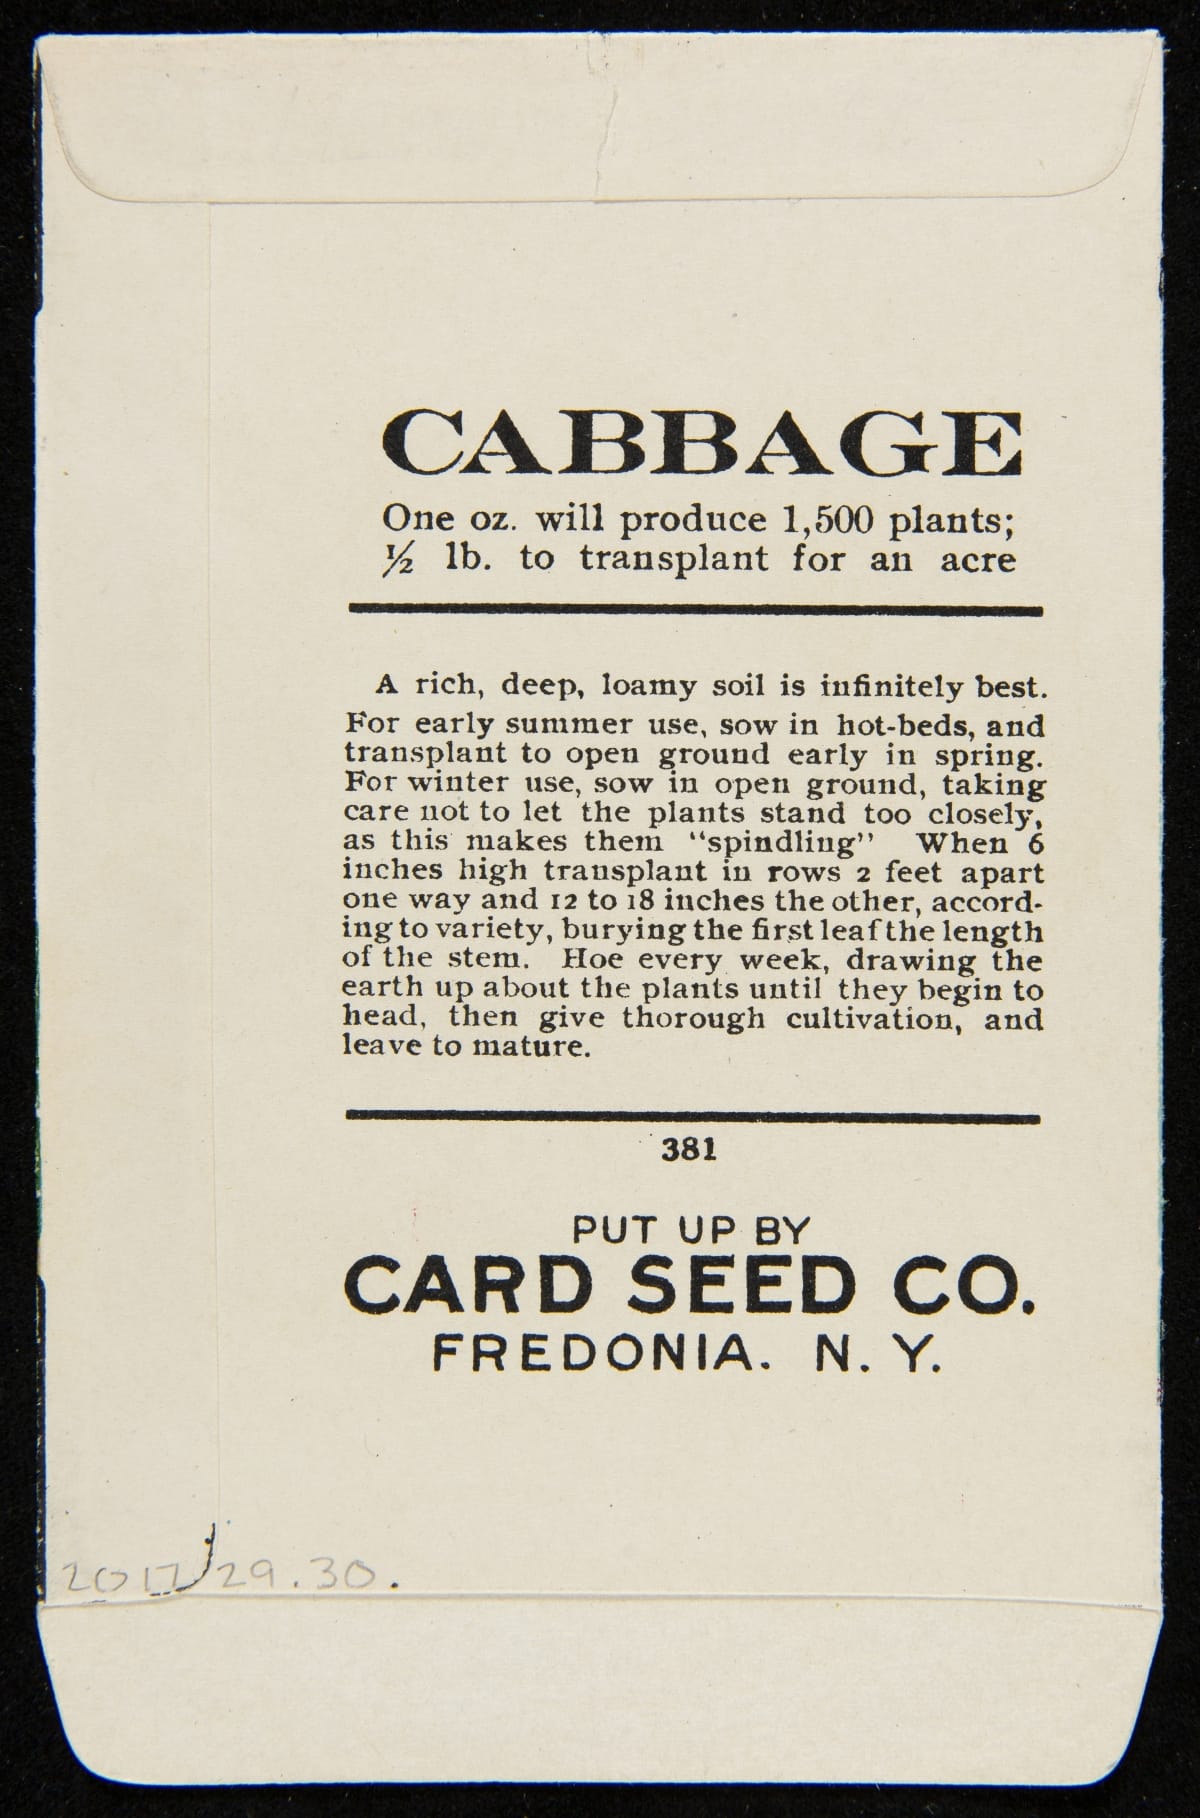 CABBAGE
One oz. will produce 1,500 plants;
½ lb. to transplant for an acre
A rich, deep, loamy soil is infinitely best.
For early summer use, sow in hot-beds, and
transplant to open ground early in spring.
For winter use, sow in open ground, taking
care not to let the plants stand too closely,
as this makes them "spindling" When 6
inches high transplant in rows 2 feet apart
one way and 12 to 18 inches the other, accord-
ing to variety, burying the first leaf the length
of the stem. Hoe every week, drawing the
earth up about the plants until they begin to
head, then give thorough cultivation, and
leave to mature.
381
PUT UP BY
CARD SEED CO.
FREDONIA. N. Y.
2017/29.30.